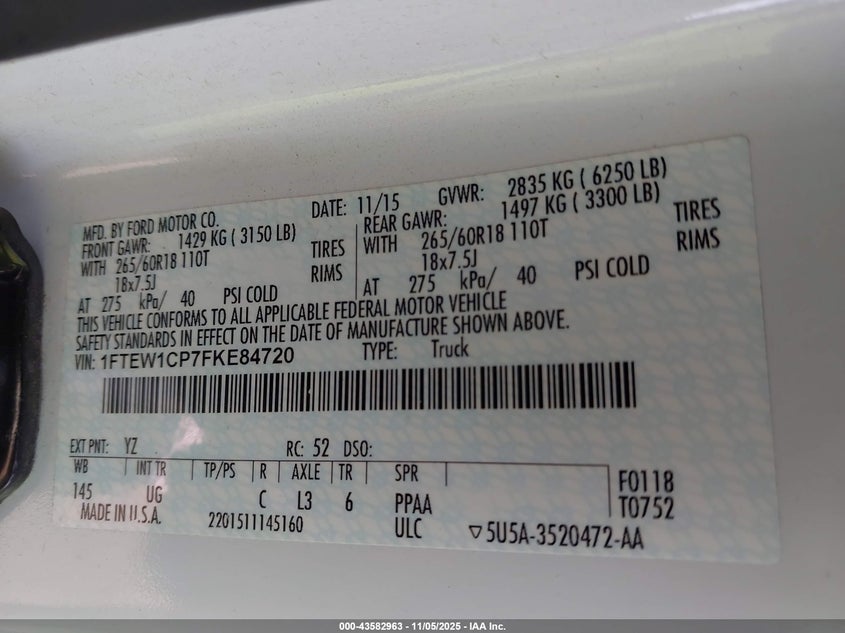 MFD. BY FORD MOTOR CO. DATE: 11/15 GVWR: 2835 KG ( 6250 LB)
FRONT GAWR: 1429 KG ( 3150 LB) REAR GAWR: 1497 KG ( 3300 LB)
WITH 265/60R18 110T TIRES WITH 265/60R18 110T TIRES
18x7.5J RIMS 18x7.5J RIMS
AT 275 kPa/ 40 PSI COLD AT 275 kPa/ 40 PSI COLD
THIS VEHICLE CONFORMS TO ALL APPLICABLE FEDERAL MOTOR VEHICLE
SAFETY STANDARDS IN EFFECT ON THE DATE OF MANUFACTURE SHOWN ABOVE.
VIN: 1FTEW1CP7FKE84720 TYPE: Truck
EXT PNT: YZ RC: 52 DSO:
WB INT TR TP/PS R AXLE TR SPR
145 UG C L3 6 PPAA F0118
MADE IN U.S.A. 2201511145160 ULC T0752
▽5U5A-3520472-AA
000-43582963 - 11/05/2025 - IAA Inc.